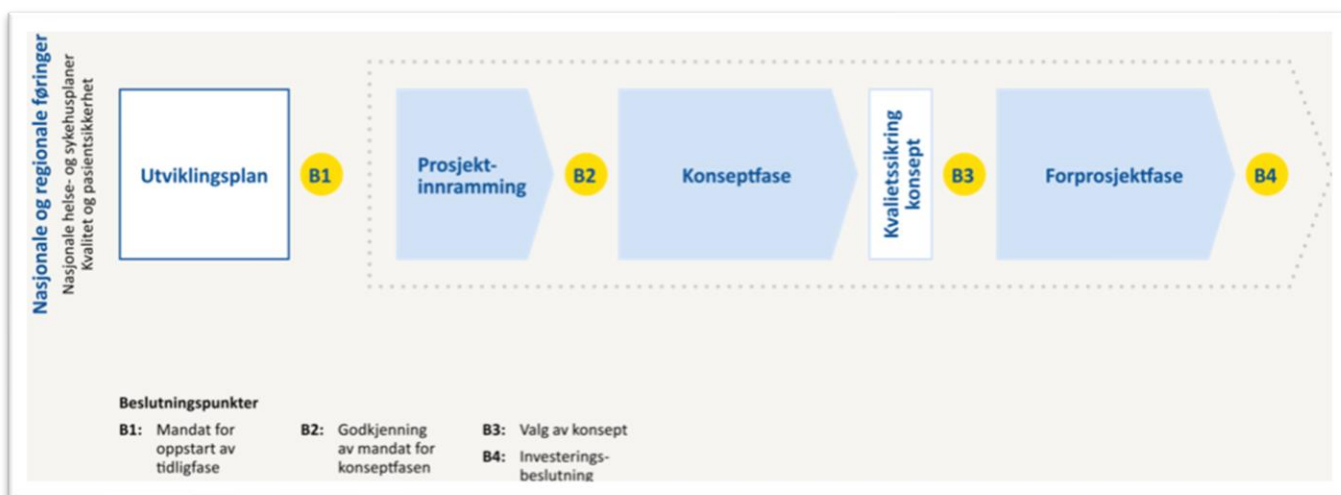 Nasjonale og regionale føringer
Nasjonale helse- og sykehusplaner
Kvalitet og pasientsikkerhet
Utviklingsplan
B1
Prosjekt-
innramming
B2
Konseptfase
Kvalietssikring
konsept
B3
Forprosjektfase
B4
Beslutningspunkter
B1: Mandat for
oppstart av
tidligfase
B2: Godkjenning
av mandat for
konseptfasen
B3: Valg av konsept
B4: Investerings-
beslutning